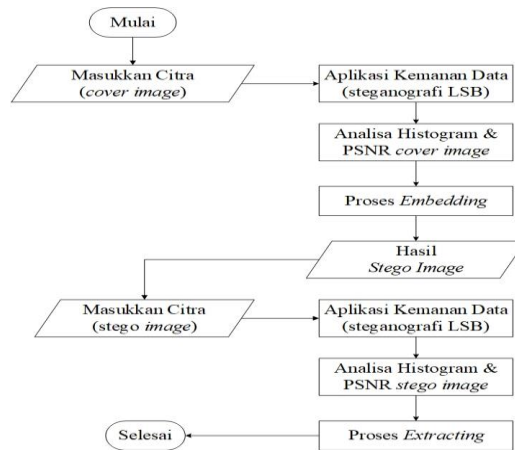 Mulai
Masukkan Citra
(cover image)
Aplikasi Kemanan Data
(steganografi LSB)
Analisa Histogram &
PSNR cover image
Proses Embedding
Hasil
Stego Image
Masukkan Citra
(stego image)
Aplikasi Kemanan Data
(steganografi LSB)
Analisa Histogram &
PSNR stego image
Proses Extracting
Selesai